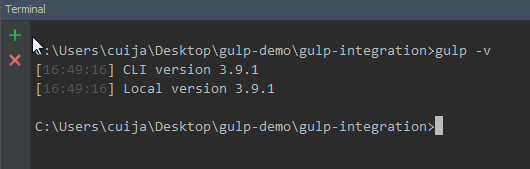 Terminal
C:\Users\cuija\Desktop\gulp-demo\gulp-integration>gulp -v
[16:49:16] CLI version 3.9.1
[16:49:16] Local version 3.9.1
C:\Users\cuija\Desktop\gulp-demo\gulp-integration>